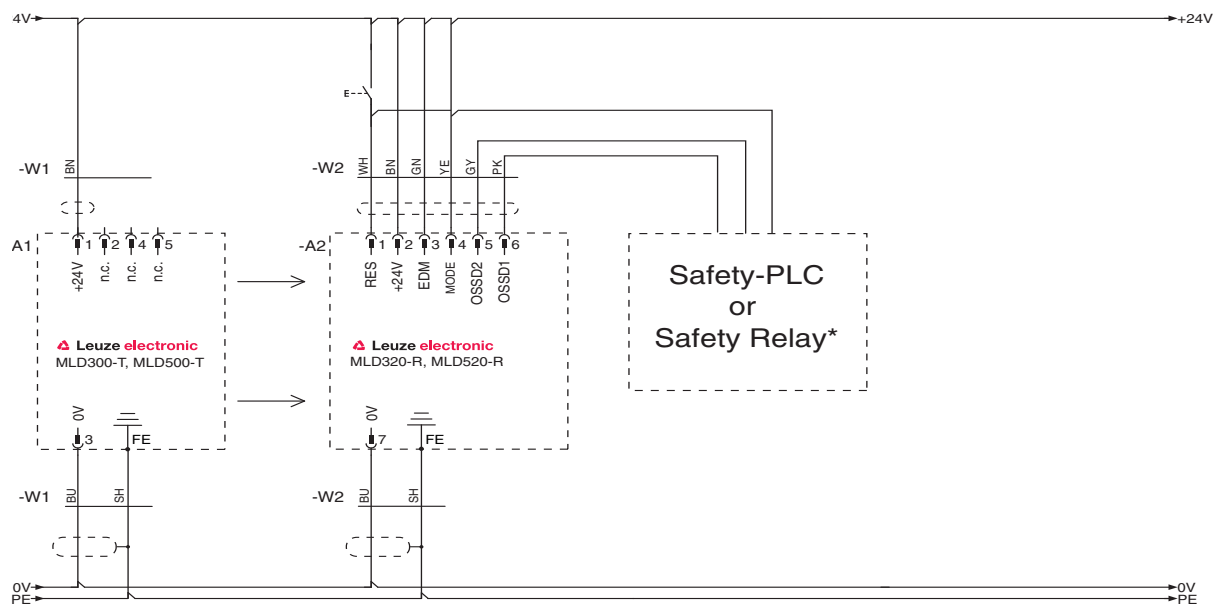 4V +24V
E
-W1 BN -W2 WH BN GN YE GY PK
A1 1 2 4 5 -A2 1 2 3 4 5 6
+24V n.c. n.c. n.c. RES +24V EDM MODE OSSD2 OSSD1
Safety-PLC
or
Safety Relay*
Leuze electronic
MLD300-T, MLD500-T
Leuze electronic
MLD320-R, MLD520-R
0V 0V
3 FE 7 FE
-W1 BU SH -W2 BU SH
0V 0V
PE PE